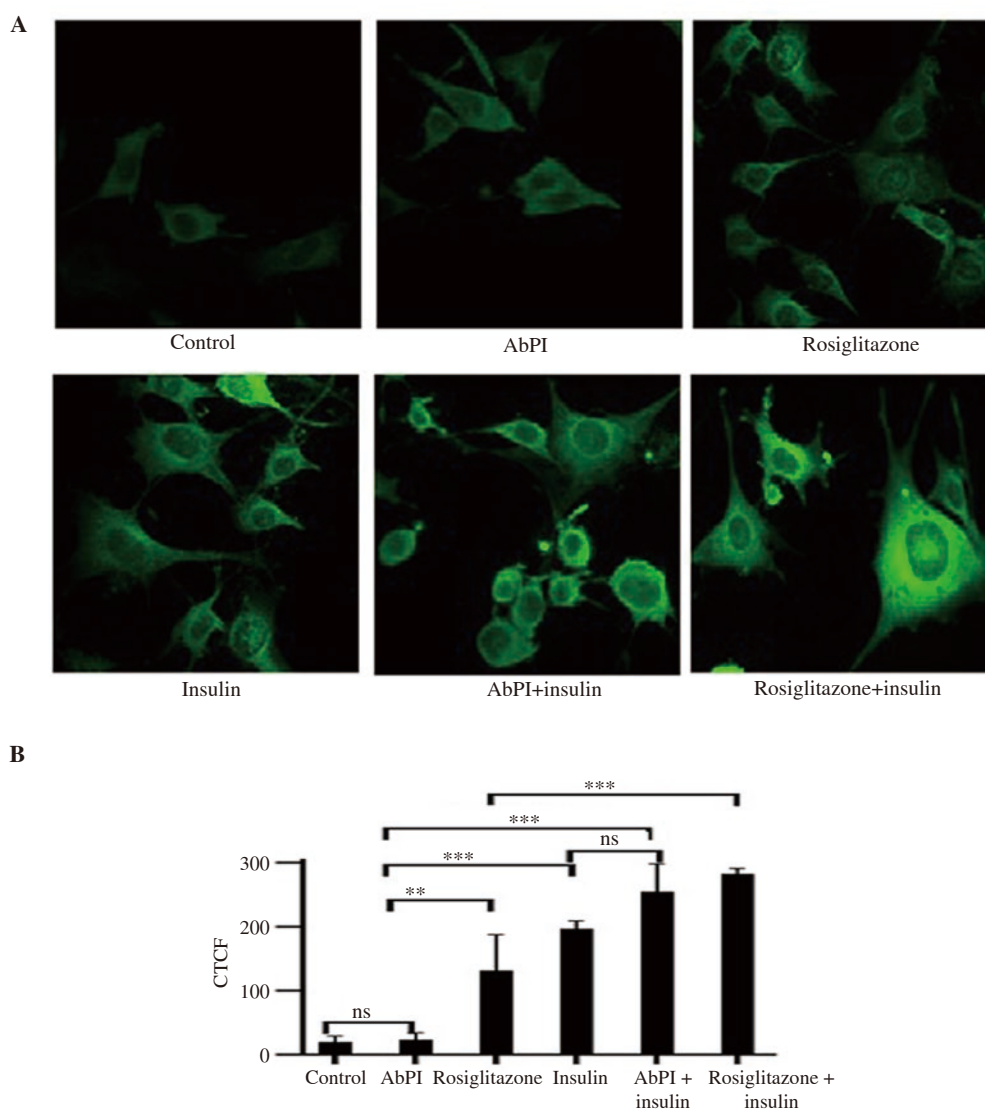 A
Control
AbPI
Rosiglitazone
Insulin
AbPI+insulin
Rosiglitazone+insulin
B
***
***
ns
***
**
ns
CTCF
300
200
100
0
Control
AbPI
Rosiglitazone
Insulin
AbPI +
insulin
Rosiglitazone +
insulin